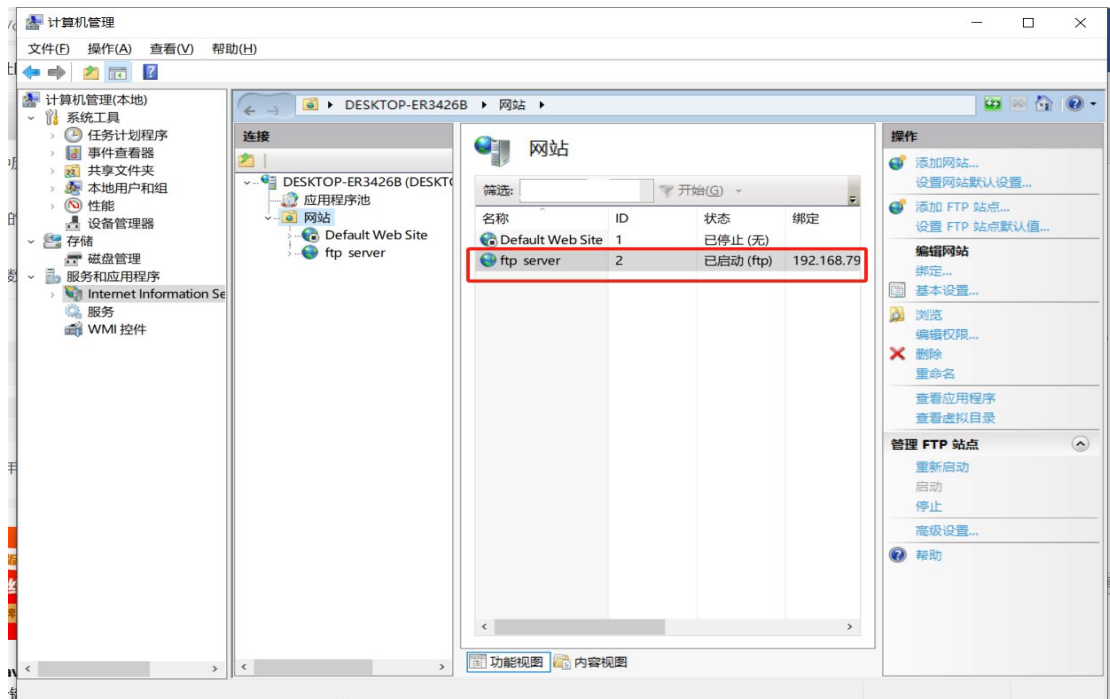 计算机管理
文件(F) 操作(A) 查看(V) 帮助(H)
计算机管理(本地)
系统工具
任务计划程序
事件查看器
共享文件夹
本地用户和组
性能
设备管理器
存储
磁盘管理
服务和应用程序
Internet Information Se
服务
WMI 控件
DESKTOP-ER3426B 网站
连接
DESKTOP-ER3426B (DESKT
应用程序池
网站
Default Web Site
ftp server
网站
筛选: 开始(G)
名称 ID 状态 绑定
Default Web Site 1 已停止 (无)
ftp server 2 已启动 (ftp) 192.168.79
功能视图 内容视图
操作
添加网站...
设置网站默认设置...
添加 FTP 站点...
设置 FTP 站点默认值...
编辑网站
绑定...
基本设置...
浏览
编辑权限...
删除
重命名
查看应用程序
查看虚拟目录
管理 FTP 站点
重新启动
启动
停止
高级设置...
帮助